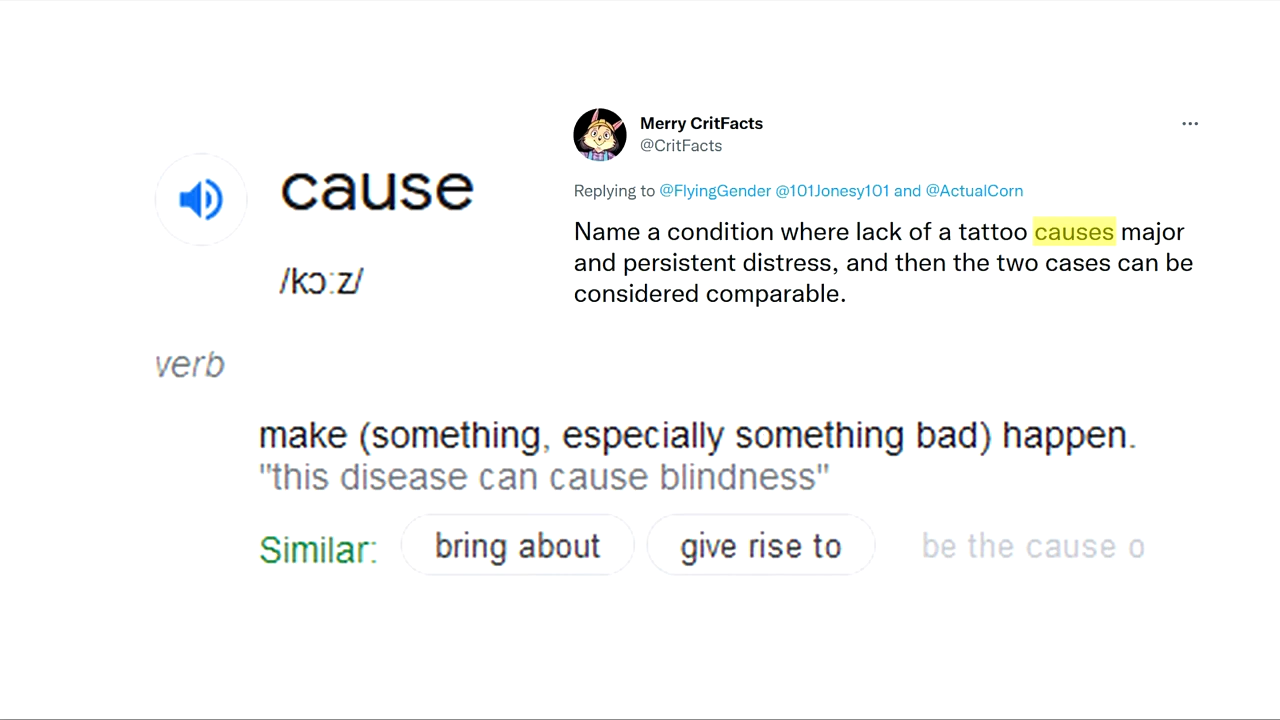 cause
/kɔːz/
verb
make (something, especially something bad) happen.
"this disease can cause blindness"
Similar:
bring about
give rise to
be the cause o
Merry CritFacts
@CritFacts
Replying to @FlyingGender @101Jonesy101 and @ActualCorn
Name a condition where lack of a tattoo causes major
and persistent distress, and then the two cases can be
considered comparable.